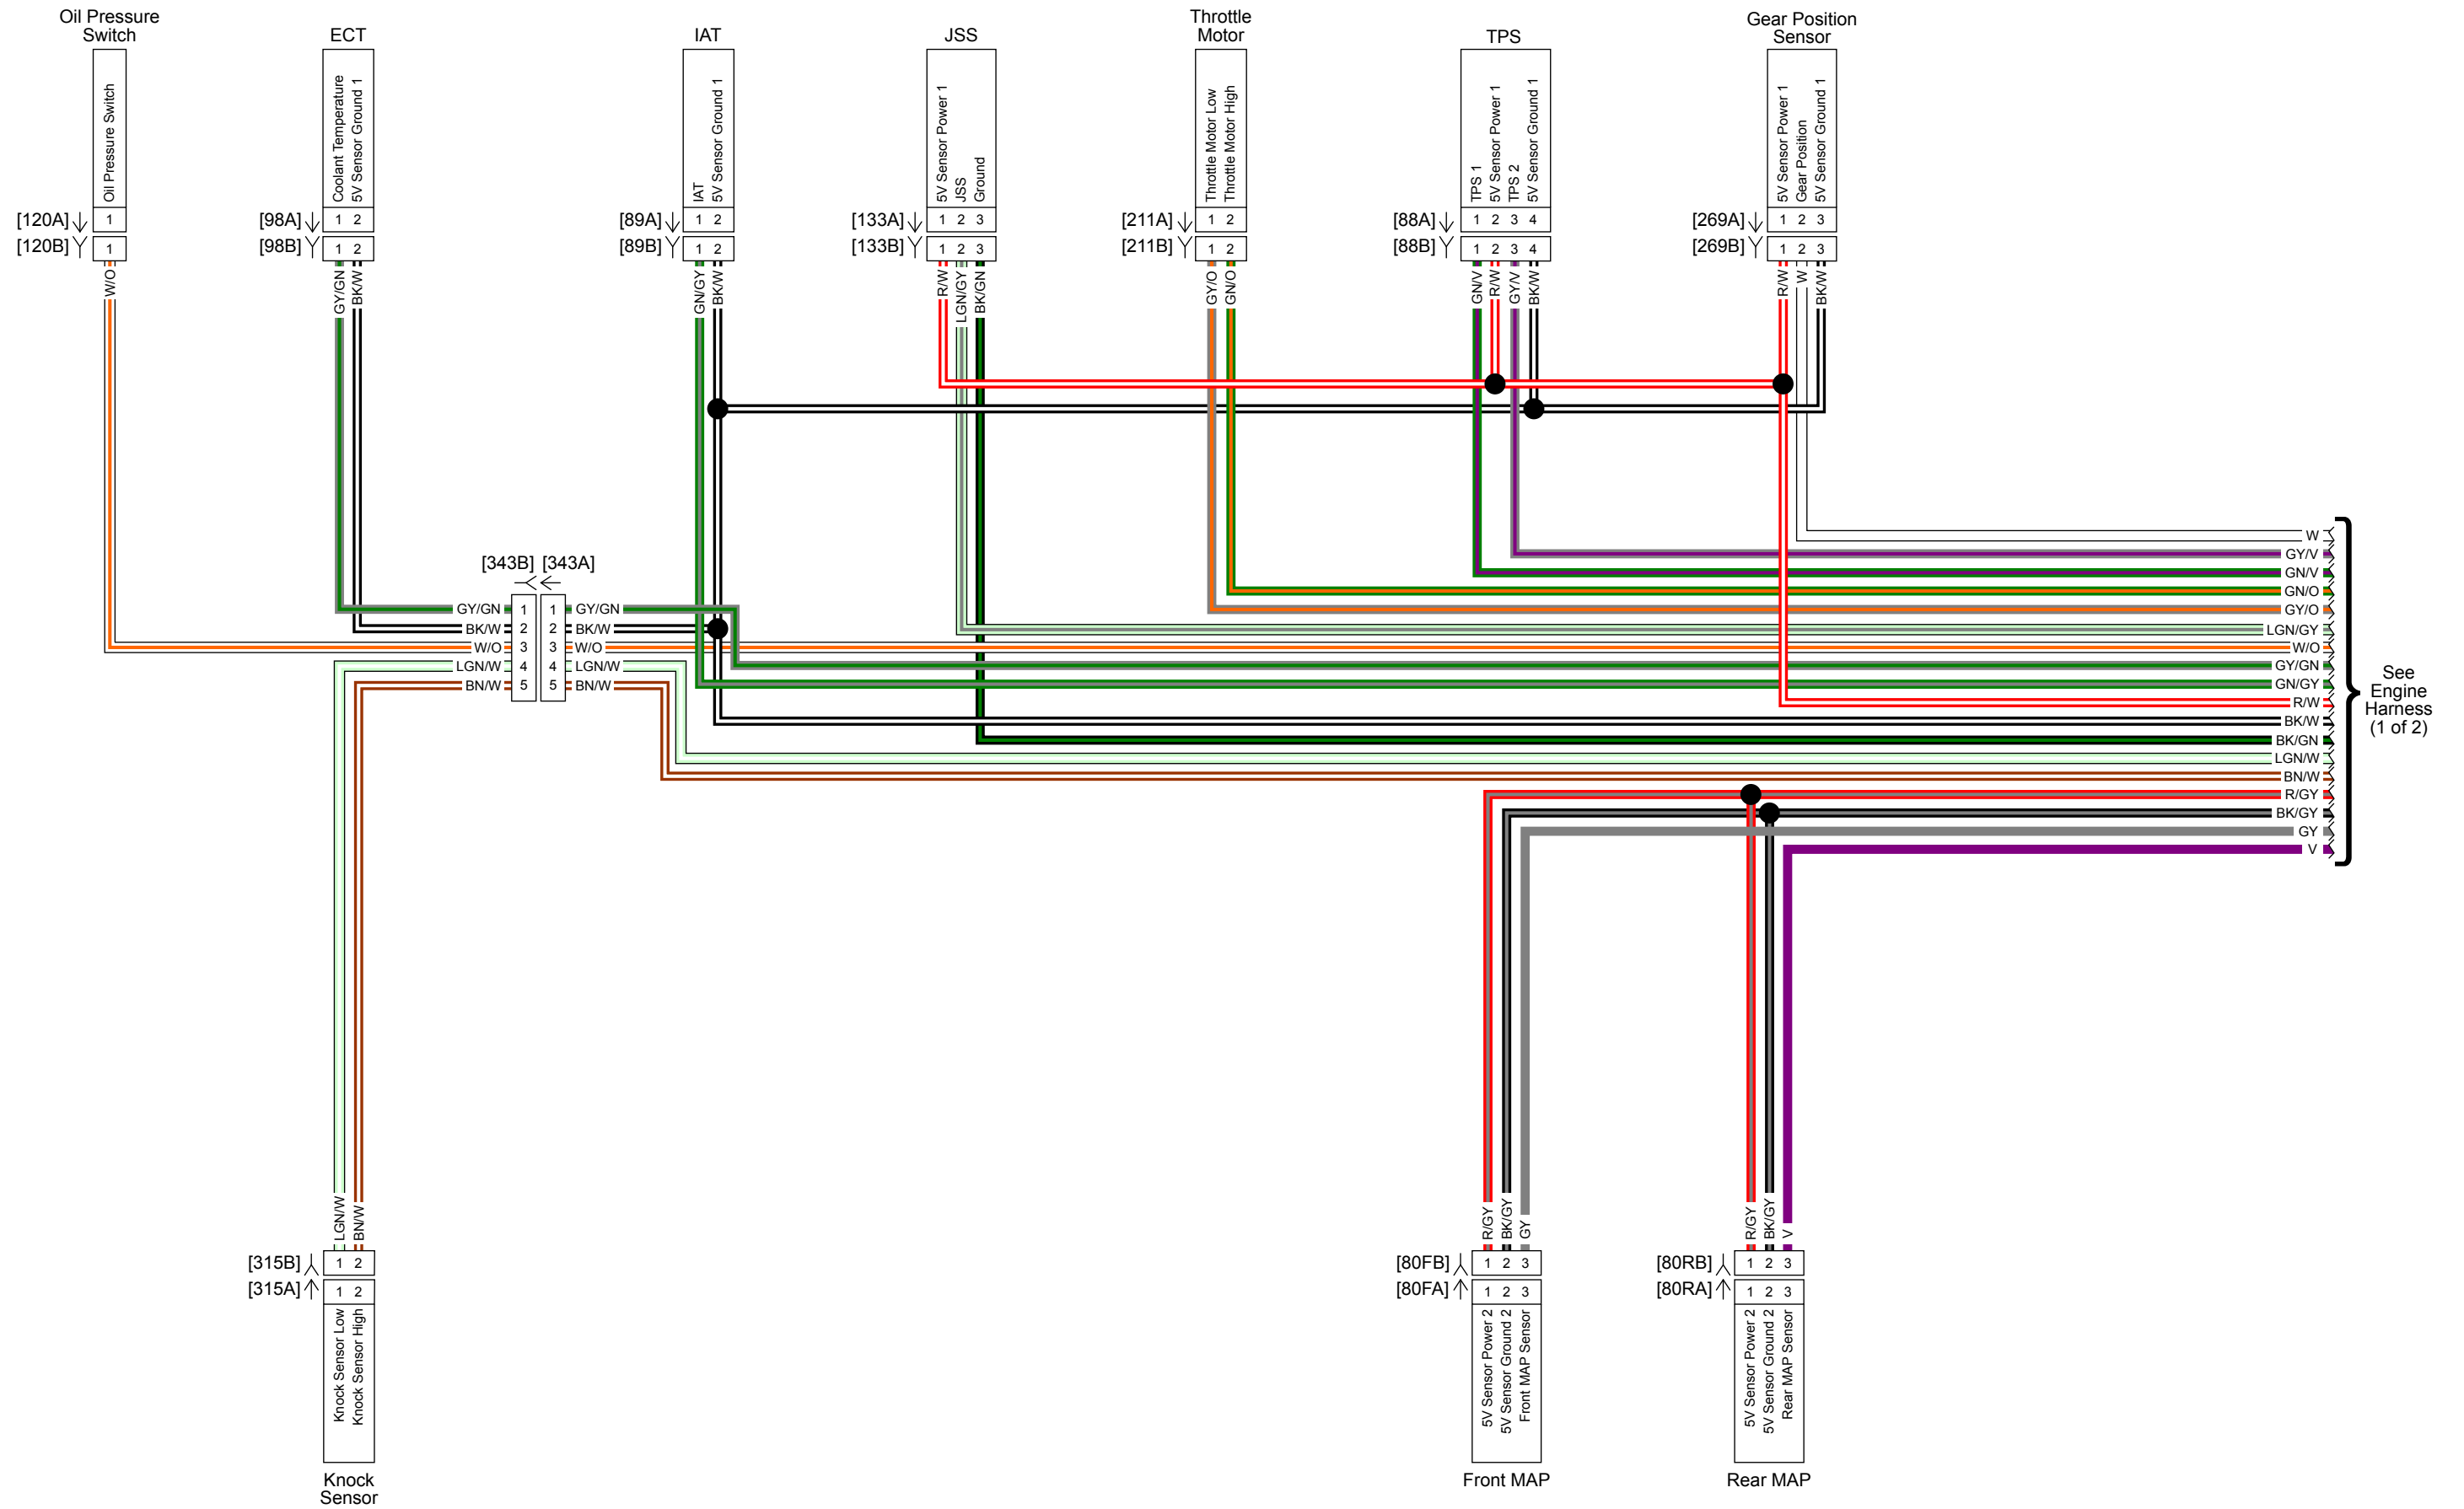 Oil Pressure
Switch
ECT
IAT
JSS
Throttle
Motor
TPS
Gear Position
Sensor
Oil Pressure Switch
Coolant Temperature
5V Sensor Ground 1
IAT
5V Sensor Ground 1
5V Sensor Power 1
JSS
Ground
Throttle Motor Low
Throttle Motor High
TPS 1
5V Sensor Power 1
TPS 2
5V Sensor Ground 1
5V Sensor Power 1
Gear Position
5V Sensor Ground 1
[120A] 1
[98A] 1 2
[89A] 1 2
[133A] 1 2 3
[211A] 1 2
[88A] 1 2 3 4
[269A] 1 2 3
[120B] 1
[98B] 1 2
[89B] 1 2
[133B] 1 2 3
[211B] 1 2
[88B] 1 2 3 4
[269B] 1 2 3
W/O
GY/GN
BK/W
GN/GY
BK/W
R/W
LGN/GY
BK/GN
GY/O
GN/O
GN/V
R/W
GY/V
BK/W
R/W
W
BK/W
[343B] [343A]
GY/GN 1 1 GY/GN
BK/W 2 2 BK/W
W/O 3 3 W/O
LGN/W 4 4 LGN/W
BN/W 5 5 BN/W
W
GY/V
GN/V
GN/O
GY/O
LGN/GY
W/O
GY/GN
GN/GY
R/W
BK/W
BK/GN
LGN/W
BN/W
R/GY
BK/GY
GY
V
See
Engine
Harness
(1 of 2)
LGN/W
BN/W
R/GY
BK/GY
GY
R/GY
BK/GY
V
[315B] 1 2
[80FB] 1 2 3
[80RB] 1 2 3
[315A] 1 2
[80FA] 1 2 3
[80RA] 1 2 3
Knock Sensor Low
Knock Sensor High
5V Sensor Power 2
5V Sensor Ground 2
Front MAP Sensor
5V Sensor Power 2
5V Sensor Ground 2
Rear MAP Sensor
Knock
Sensor
Front MAP
Rear MAP